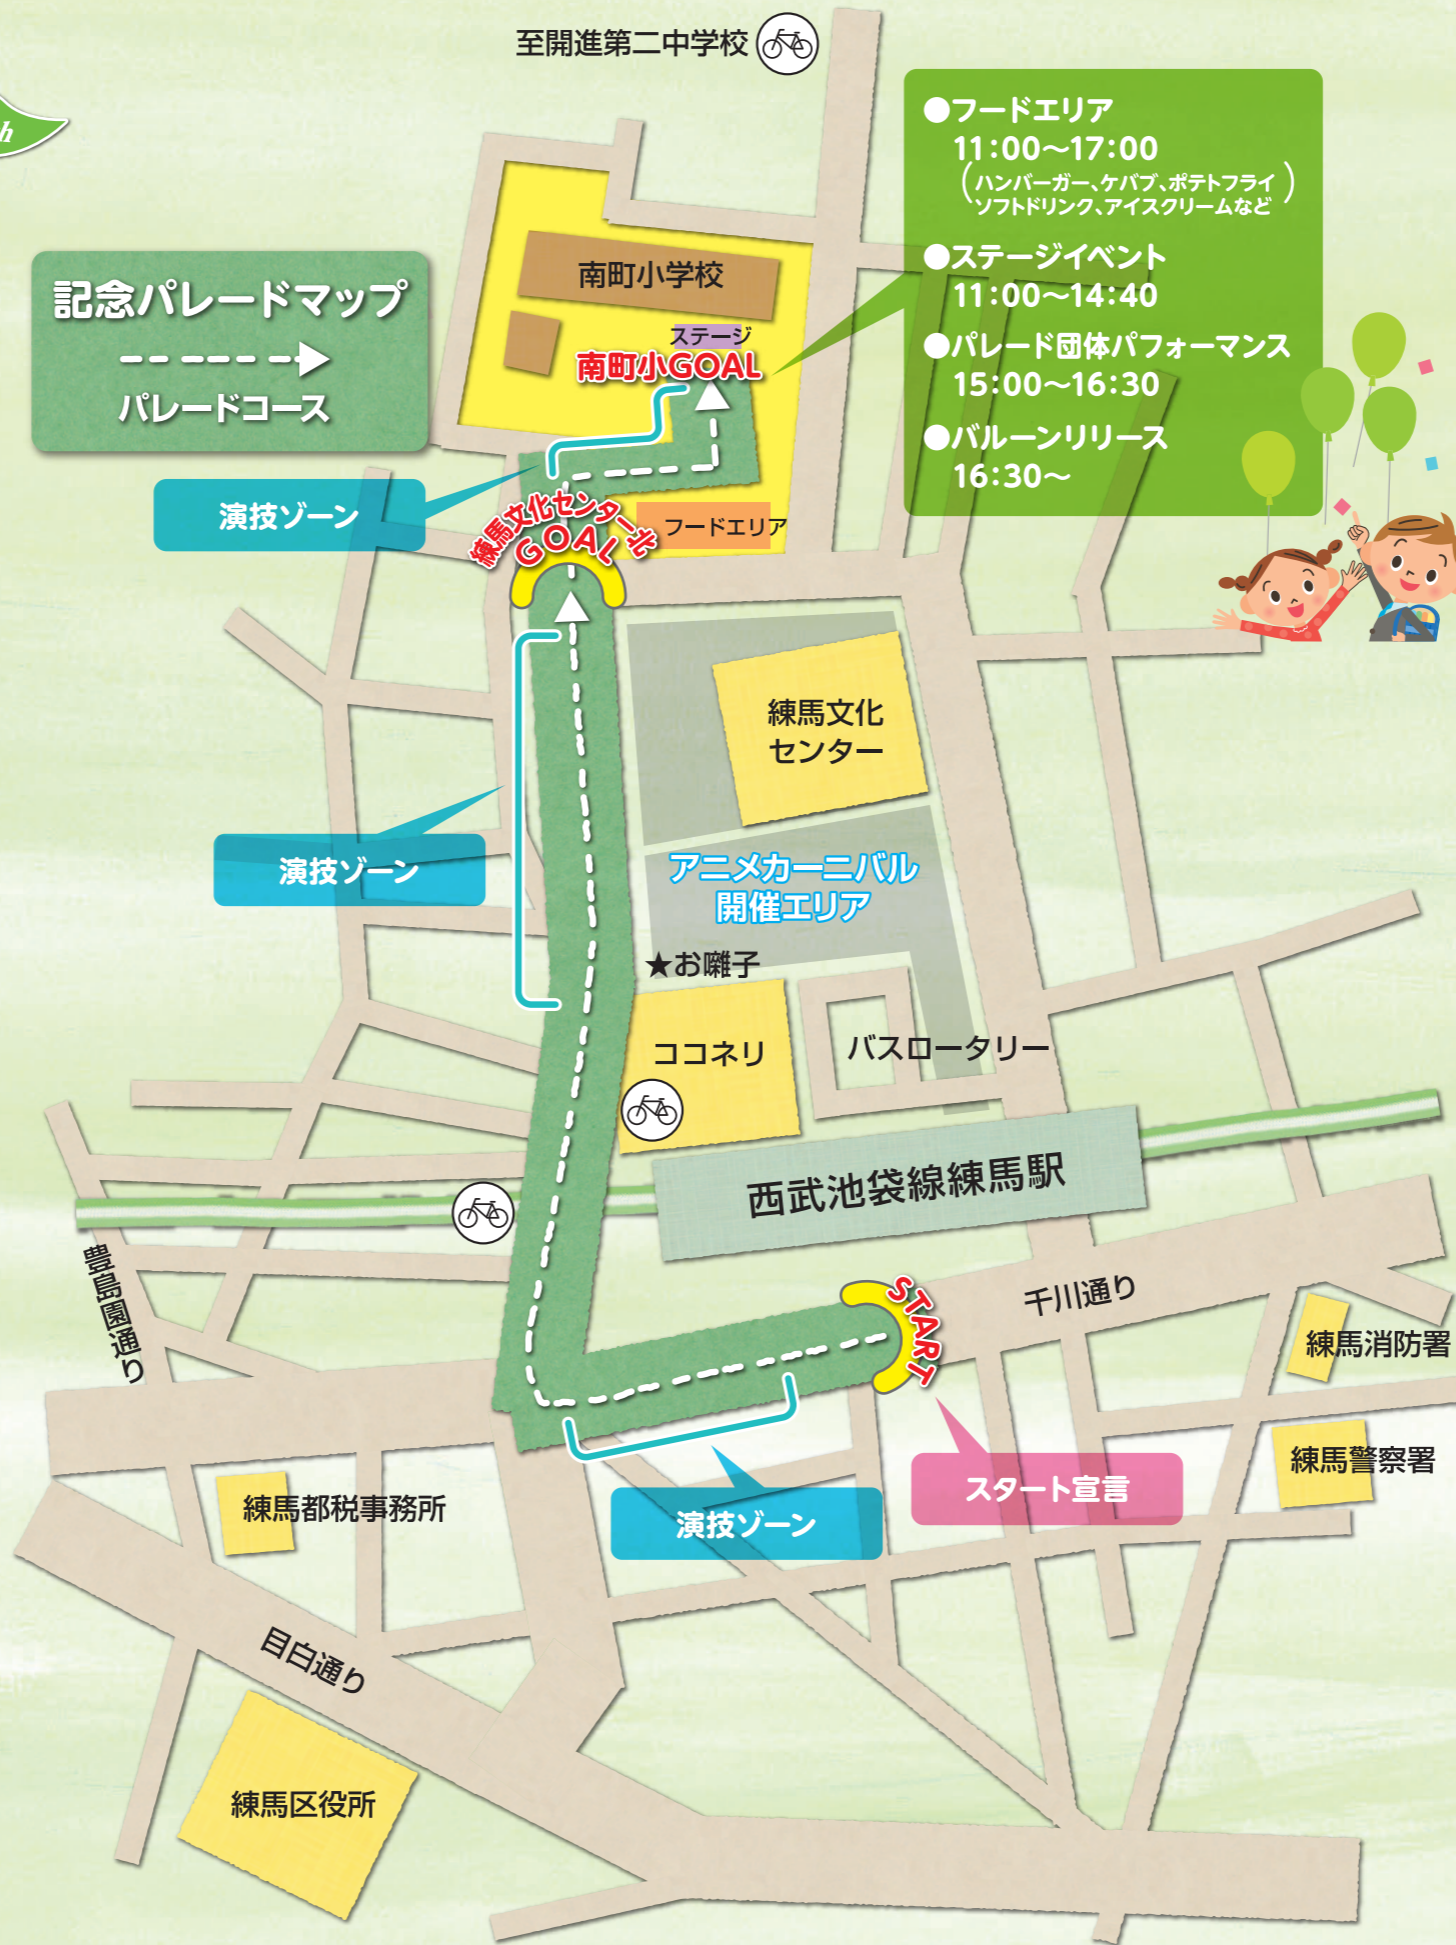 至開進第二中学校
h
●フードエリア
11:00〜17:00
(ハンバーガー、ケバブ、ポテトフライ
ソフトドリンク、アイスクリームなど)
●ステージイベント
11:00〜14:40
●パレード団体パフォーマンス
15:00〜16:30
●バルーンリリース
16:30〜
記念パレードマップ
パレードコース
南町小学校
ステージ
南町小GOAL
演技ゾーン
練馬文化センター北
GOAL
フードエリア
練馬文化
センター
演技ゾーン
アニメカーニバル
開催エリア
★お囃子
ココネリ
バスロータリー
西武池袋線練馬駅
豊島園通り
START
千川通り
練馬消防署
練馬警察署
スタート宣言
演技ゾーン
練馬都税事務所
目白通り
練馬区役所